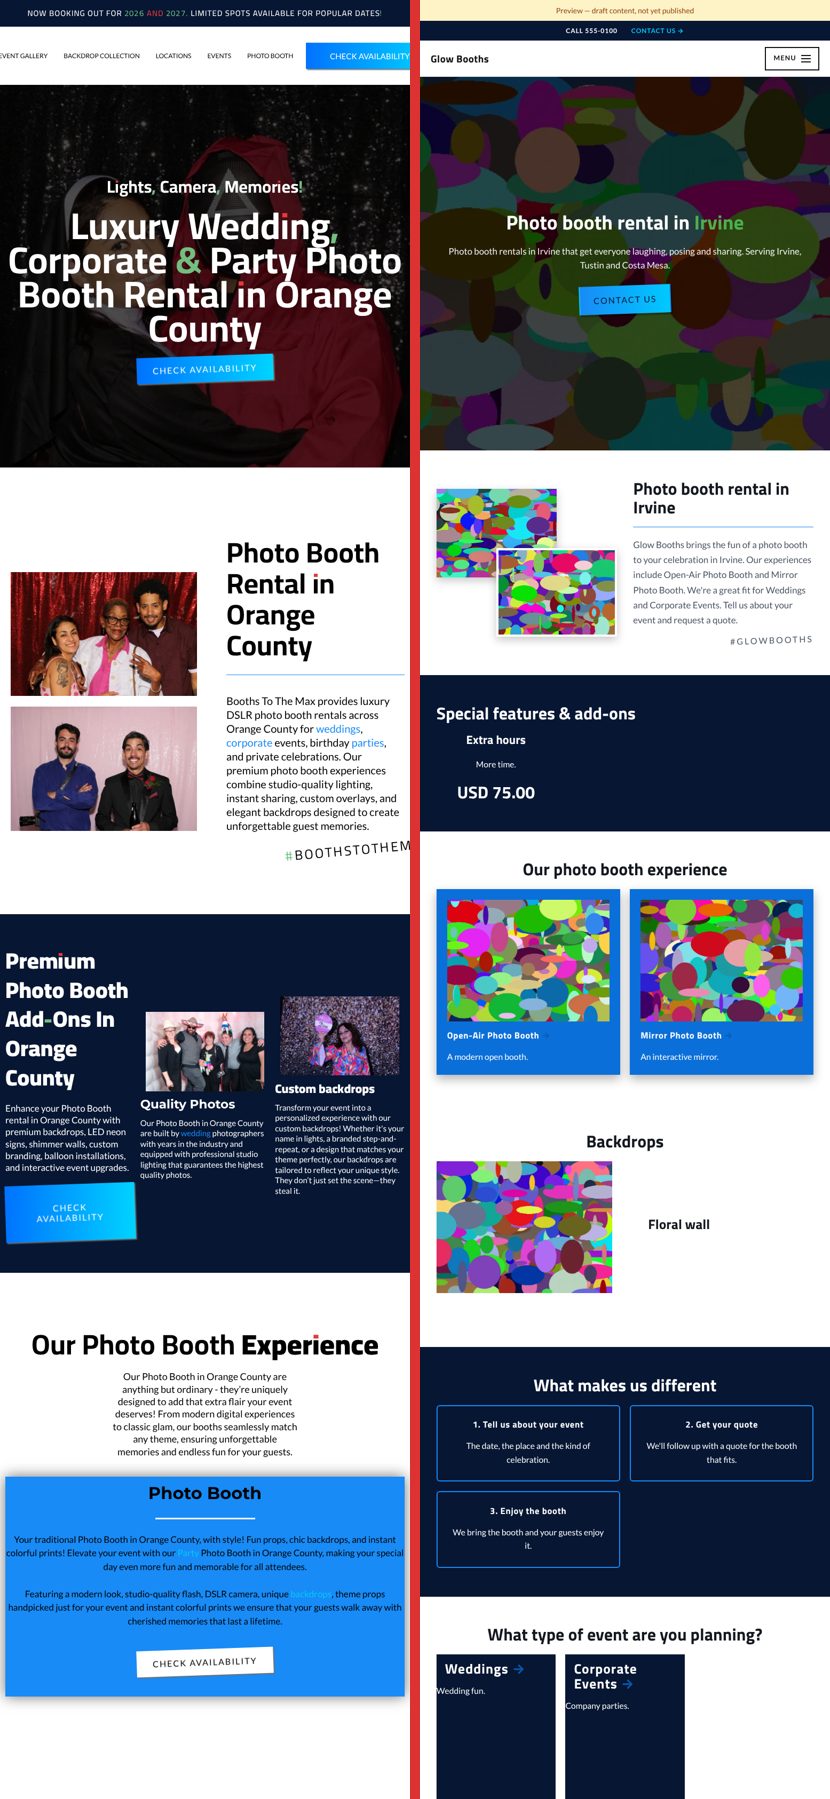 NOW BOOKING OUT FOR 2026 AND 2027. LIMITED SPOTS AVAILABLE FOR POPULAR DATES!
EVENT GALLERY
BACKDROP COLLECTION
LOCATIONS
EVENTS
PHOTO BOOTH
CHECK AVAILABILITY
Lights, Camera, Memories!
Luxury Wedding,
Corporate & Party Photo
Booth Rental in Orange
County
CHECK AVAILABILITY
Photo Booth
Rental in
Orange
County
Booths To The Max provides luxury
DSLR photo booth rentals across
Orange County for weddings,
corporate events, birthday parties,
and private celebrations. Our
premium photo booth experiences
combine studio-quality lighting,
instant sharing, custom overlays, and
elegant backdrops designed to create
unforgettable guest memories.
#BOOTHSTOTHEM
Premium
Photo Booth
Add-Ons In
Orange
County
Enhance your Photo Booth
rental in Orange County with
premium backdrops, LED neon
signs, shimmer walls, custom
branding, balloon installations,
and interactive event upgrades.
CHECK
AVAILABILITY
Quality Photos
Our Photo Booth in Orange County
are built by wedding photographers
with years in the industry and
equipped with professional studio
lighting that guarantees the highest
quality photos.
Custom backdrops
Transform your event into a
personalized experience with our
custom backdrops! Whether it's your
name in lights, a branded step-and-
repeat, or a design that matches your
theme perfectly, our backdrops are
tailored to reflect your unique style.
They don't just set the scene—they
steal it.
Our Photo Booth Experience
Our Photo Booth in Orange County are
anything but ordinary - they're uniquely
designed to add that extra flair your event
deserves! From modern digital experiences
to classic glam, our booths seamlessly match
any theme, ensuring unforgettable
memories and endless fun for your guests.
Photo Booth
Your traditional Photo Booth in Orange County, with style! Fun props, chic backdrops, and instant
colorful prints! Elevate your event with our Party Photo Booth in Orange County, making your special
day even more fun and memorable for all attendees.
Featuring a modern look, studio-quality flash, DSLR camera, unique backdrops, theme props
handpicked just for your event and instant colorful prints we ensure that your guests walk away with
cherished memories that last a lifetime.
CHECK AVAILABILITY
Preview — draft content, not yet published
CALL 555-0100
CONTACT US →
Glow Booths
MENU
Photo booth rental in Irvine
Photo booth rentals in Irvine that get everyone laughing, posing and sharing. Serving Irvine,
Tustin and Costa Mesa.
CONTACT US
Photo booth rental in
Irvine
Glow Booths brings the fun of a photo booth
to your celebration in Irvine. Our experiences
include Open-Air Photo Booth and Mirror
Photo Booth. We're a great fit for Weddings
and Corporate Events. Tell us about your
event and request a quote.
#GLOWBOOTHS
Special features & add-ons
Extra hours
More time.
USD 75.00
Our photo booth experience
Open-Air Photo Booth →
A modern open booth.
Mirror Photo Booth →
An interactive mirror.
Backdrops
Floral wall
What makes us different
1. Tell us about your event
The date, the place and the kind of
celebration.
2. Get your quote
We'll follow up with a quote for the booth
that fits.
3. Enjoy the booth
We bring the booth and your guests enjoy
it.
What type of event are you planning?
Weddings →
Wedding fun.
Corporate
Events →
Company parties.